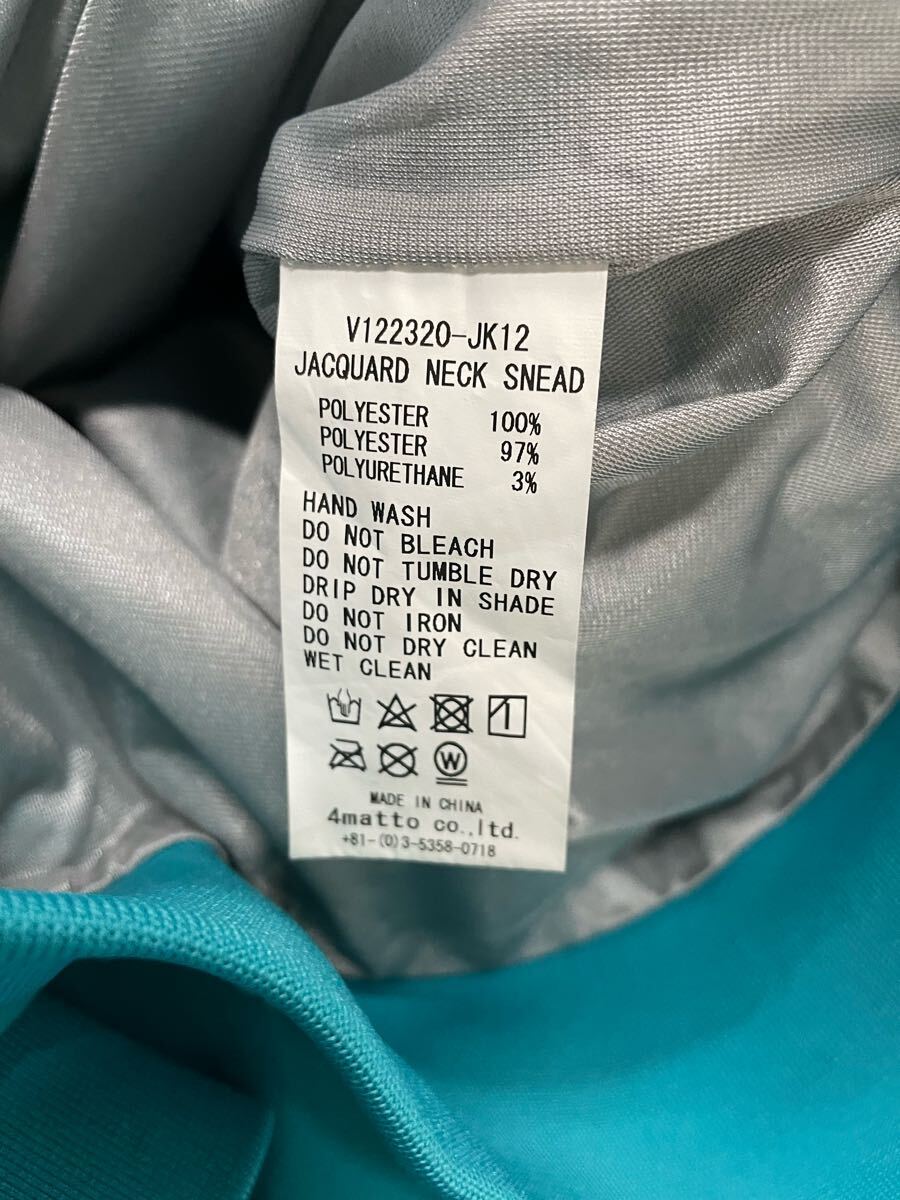 V122320-JK12
JACQUARD NECK SNEAD
POLYESTER 100%
POLYESTER 97%
POLYURETHANE 3%
HAND WASH
DO NOT BLEACH
DO NOT TUMBLE DRY
DRIP DRY IN SHADE
DO NOT IRON
DO NOT DRY CLEAN
WET CLEAN
W
MADE IN CHINA
4matto co.,ltd.
+81-(0)3-5358-0718